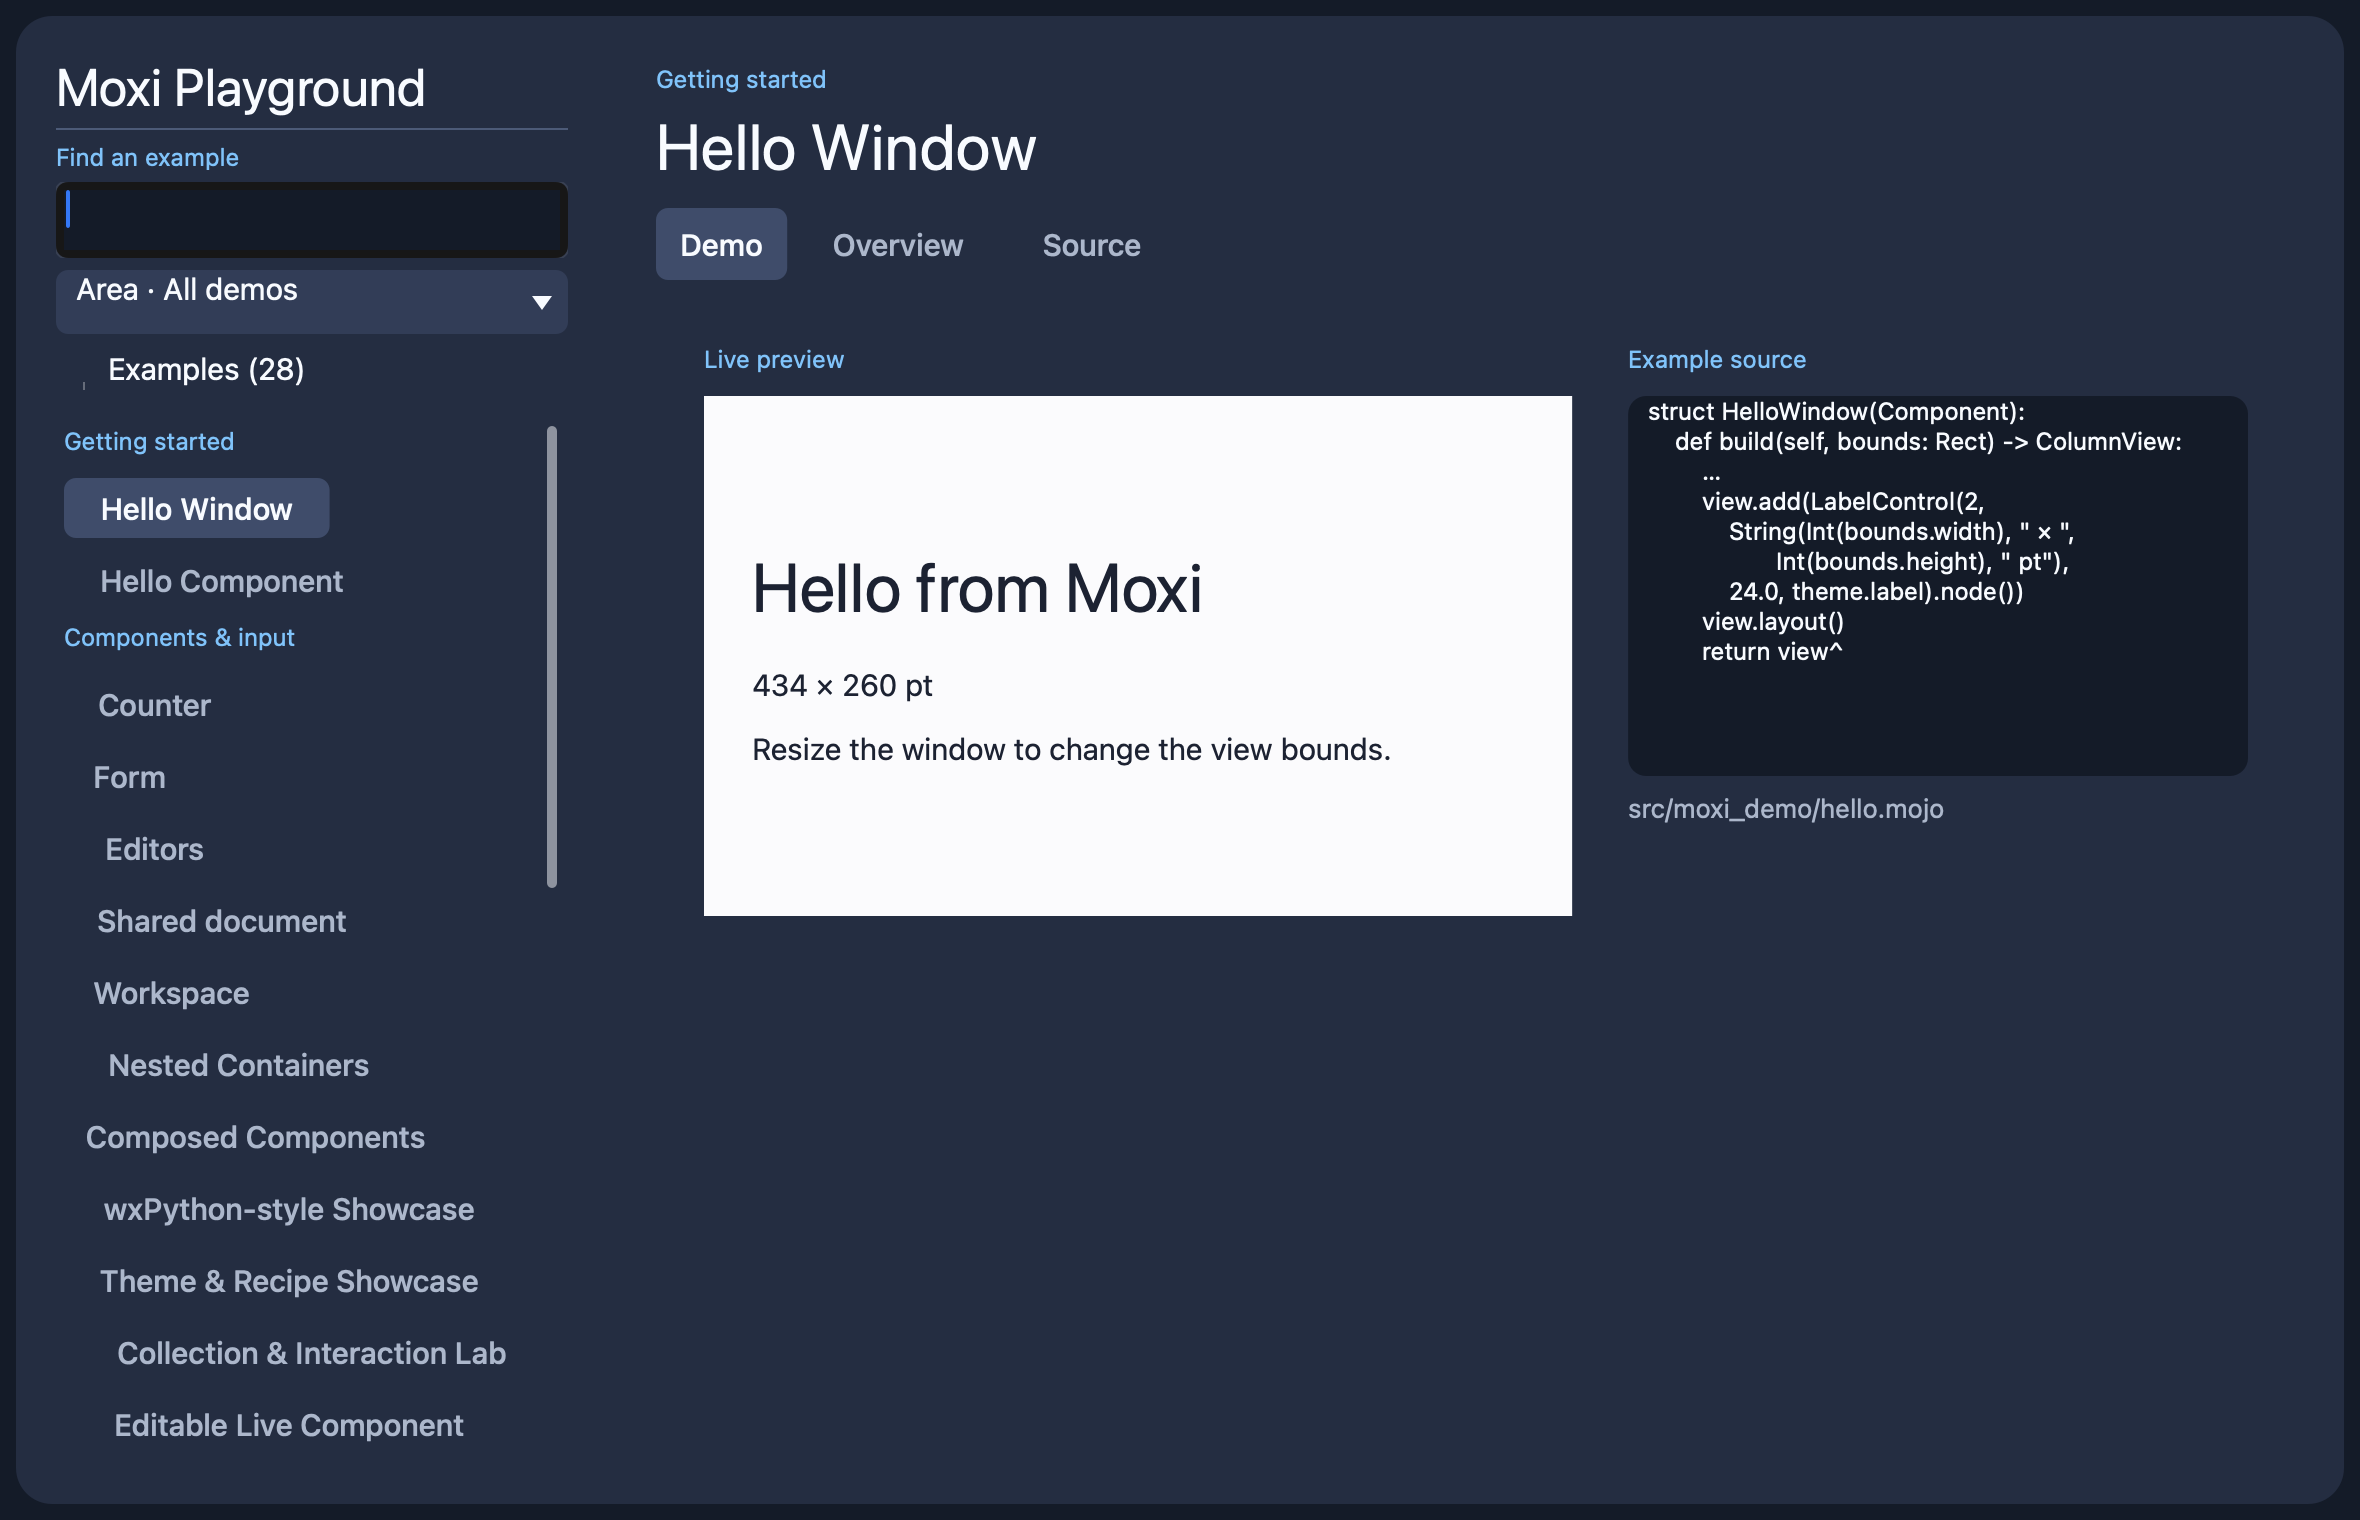 Moxi Playground
Find an example
Area · All demos
Examples (28)
Getting started
Hello Window
Hello Component
Components & input
Counter
Form
Editors
Shared document
Workspace
Nested Containers
Composed Components
wxPython-style Showcase
Theme & Recipe Showcase
Collection & Interaction Lab
Editable Live Component
Getting started
Hello Window
Demo
Overview
Source
Live preview
Hello from Moxi
434 × 260 pt
Resize the window to change the view bounds.
Example source
struct HelloWindow(Component):
    def build(self, bounds: Rect) -> ColumnView:
        ...
        view.add(LabelControl(2,
            String(Int(bounds.width), " × ",
                   Int(bounds.height), " pt"),
            24.0, theme.label).node())
        view.layout()
        return view^
src/moxi_demo/hello.mojo